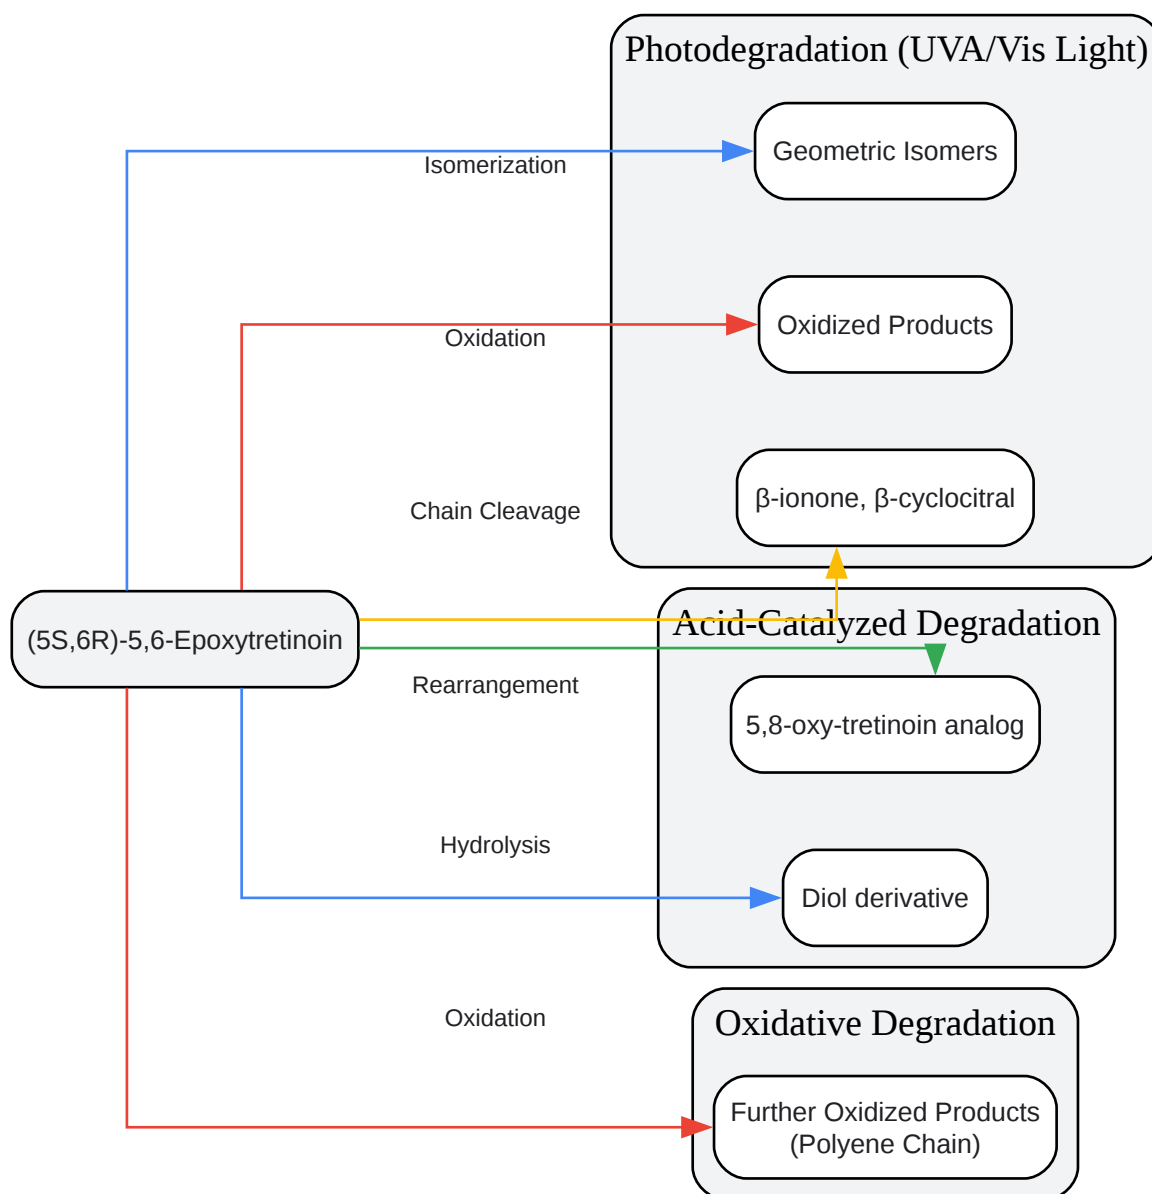 Photodegradation (UVA/Vis Light)
Geometric Isomers
Isomerization
Oxidized Products
Oxidation
β-ionone, β-cyclocitral
Chain Cleavage
(5S,6R)-5,6-Epoxytretinoin
Acid-Catalyzed Degradation
Rearrangement
5,8-oxy-tretinoin analog
Hydrolysis
Diol derivative
Oxidation
Oxidative Degradation
Further Oxidized Products
(Polyene Chain)